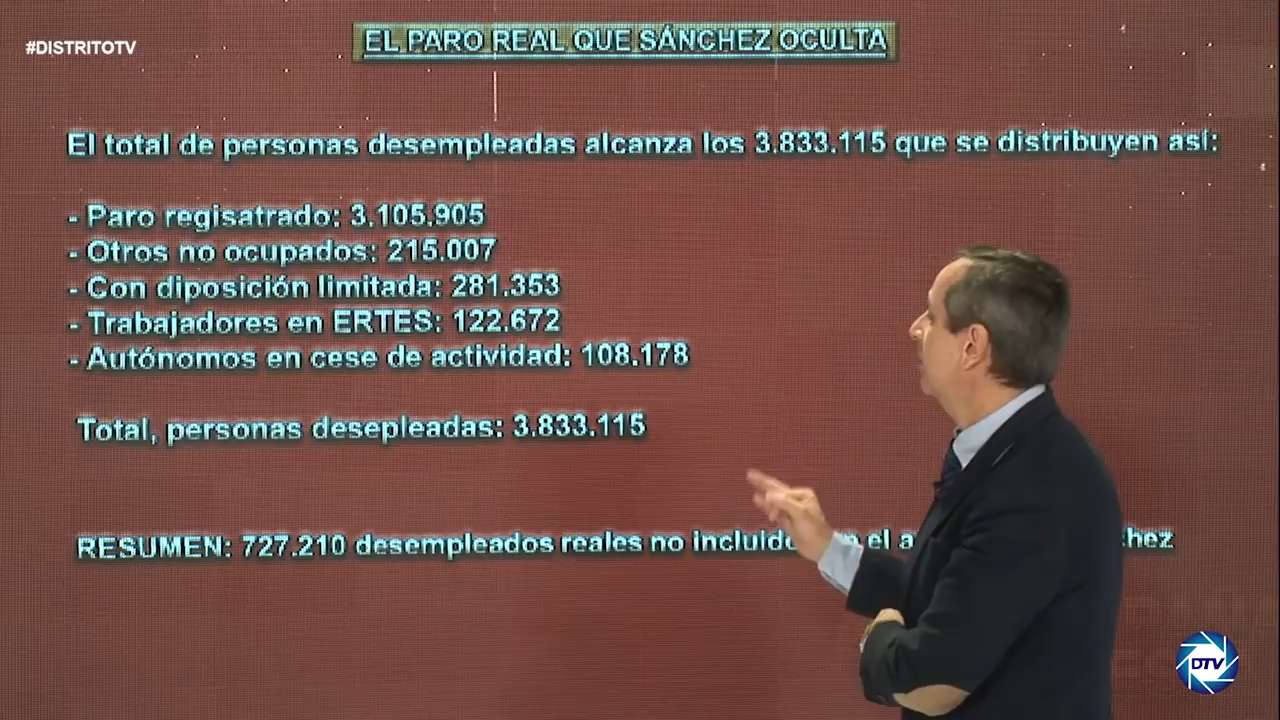 #DISTRITOTV
EL PARO REAL QUE SÁNCHEZ OCULTA
El total de personas desempleadas alcanza los 3.833.115 que se distribuyen así:
- Paro regisatrado: 3.105.905
- Otros no ocupados: 215.007
- Con diposición limitada: 281.353
- Trabajadores en ERTES: 122.672
- Autónomos en cese de actividad: 108.178
Total, personas desepleadas: 3.833.115
RESUMEN: 727.210 desempleados reales no el
DTV